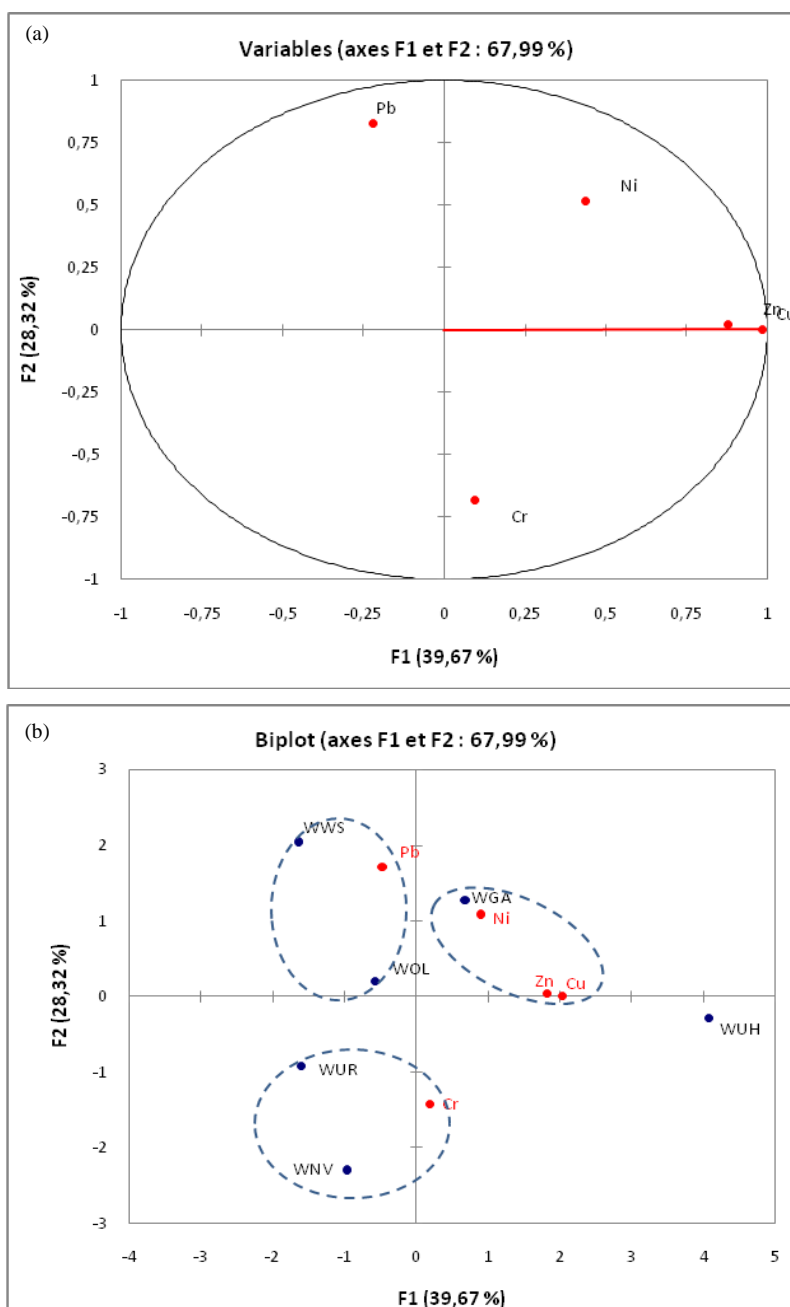 (a)
Variables (axes F1 et F2 : 67,99 %)
1
Pb
0,75
Ni
0,5
0,25
Zn
Cu
0
-0,25
-0,5
Cr
-0,75
-1
F2 (28,32 %)
-1 -0,75 -0,5 -0,25 0 0,25 0,5 0,75 1
F1 (39,67 %)
(b)
Biplot (axes F1 et F2 : 67,99 %)
3
WWS
2
Pb
WGA
1
Ni
WOL
Zn Cu
0
WUH
WUR
-1
Cr
-2
WNV
-3
F2 (28,32 %)
-4 -3 -2 -1 0 1 2 3 4 5
F1 (39,67 %)